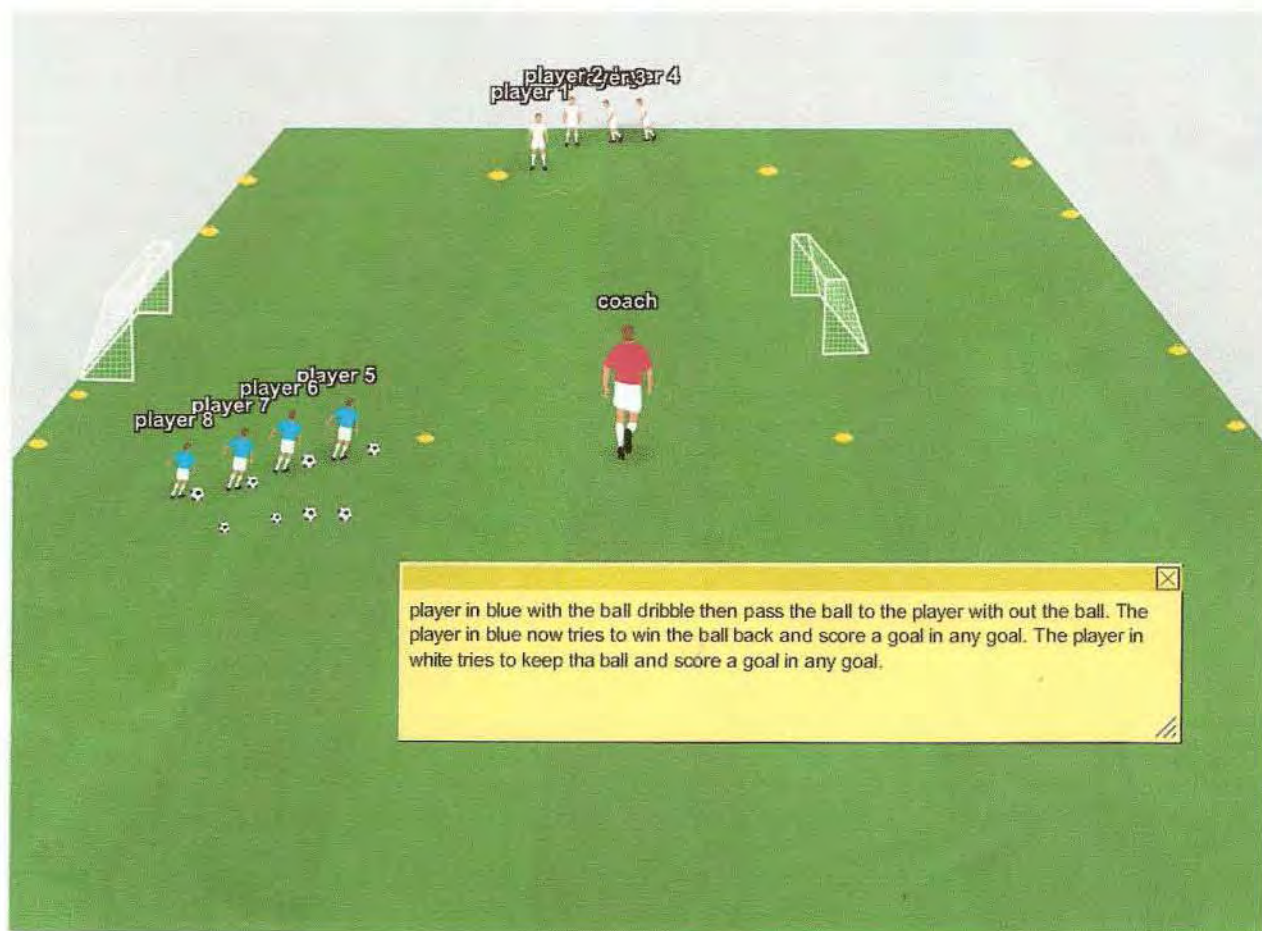 player 2 player 3 player 4
player 1
coach
player 5
player 6
player 7
player 8
player in blue with the ball dribble then pass the ball to the player with out the ball. The
player in blue now tries to win the ball back and score a goal in any goal. The player in
white tries to keep tha ball and score a goal in any goal.